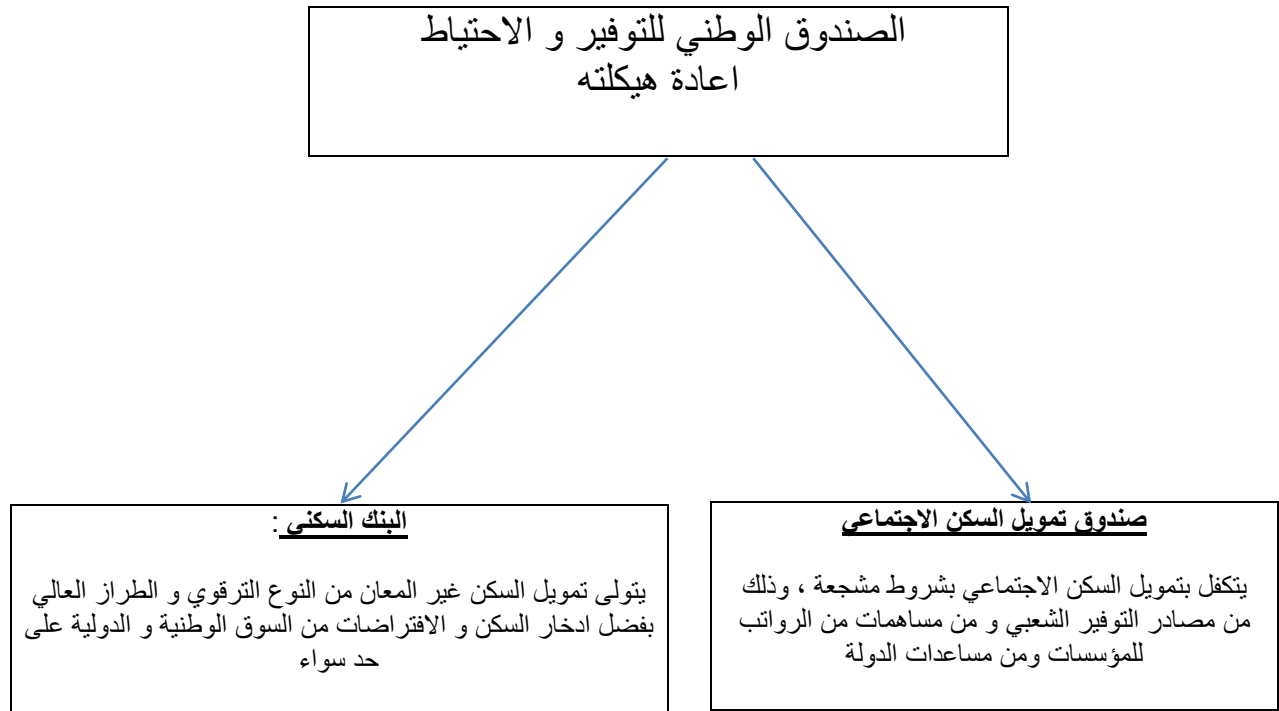 الصندوق الوطني للتوفير و الاحتياط
اعادة هيكلته
صندوق تمويل السكن الاجتماعي
يتكفل بتمويل السكن الاجتماعي بشروط مشجعة ، وذلك
من مصادر التوفير الشعبي و من مساهمات من الرواتب
للمؤسسات ومن مساعدات الدولة
البنك السكني :
يتولى تمويل السكن غير المعان من النوع الترقوي و الطراز العالي
بفضل ادخار السكن و الافتراضات من السوق الوطنية و الدولية على
حد سواء